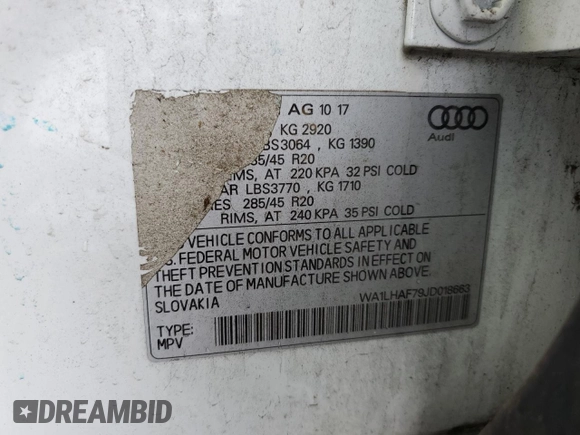 AG 10 17
Audi
KG 2920
BS3064 , KG 1390
85/45 R20
RIMS, AT 220 KPA 32 PSI COLD
AR LBS3770 , KG 1710
ES 285/45 R20
RIMS, AT 240 KPA 35 PSI COLD
VEHICLE CONFORMS TO ALL APPLICABLE
S. FEDERAL MOTOR VEHICLE SAFETY AND
THEFT PREVENTION STANDARDS IN EFFECT ON
THE DATE OF MANUFACTURE SHOWN ABOVE.
SLOVAKIA
WA1LHAF79JD018663
TYPE:
MPV
DREAMBID